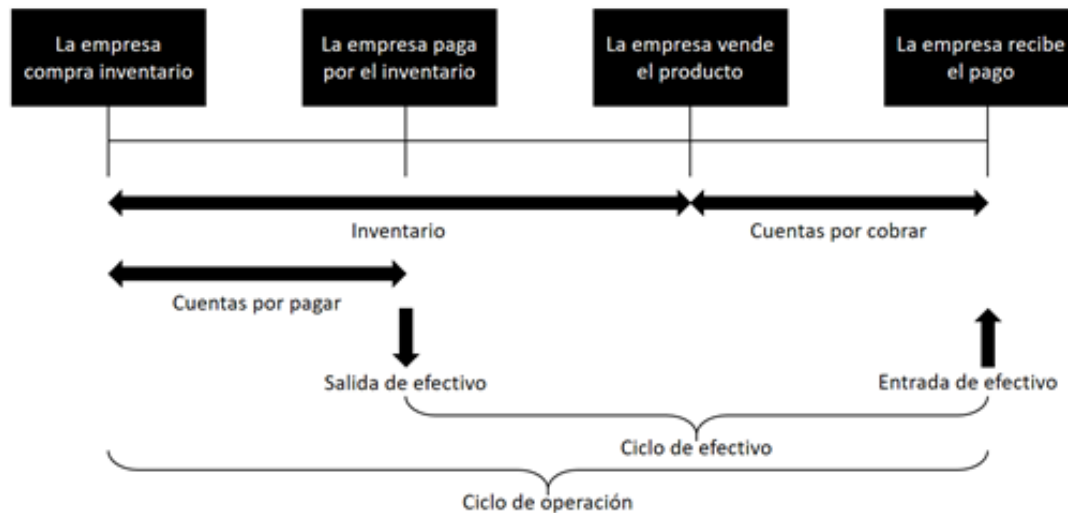 La empresa
compra inventario
La empresa paga
por el inventario
La empresa vende
el producto
La empresa recibe
el pago
Inventario
Cuentas por cobrar
Cuentas por pagar
Salida de efectivo
Entrada de efectivo
Ciclo de efectivo
Ciclo de operación